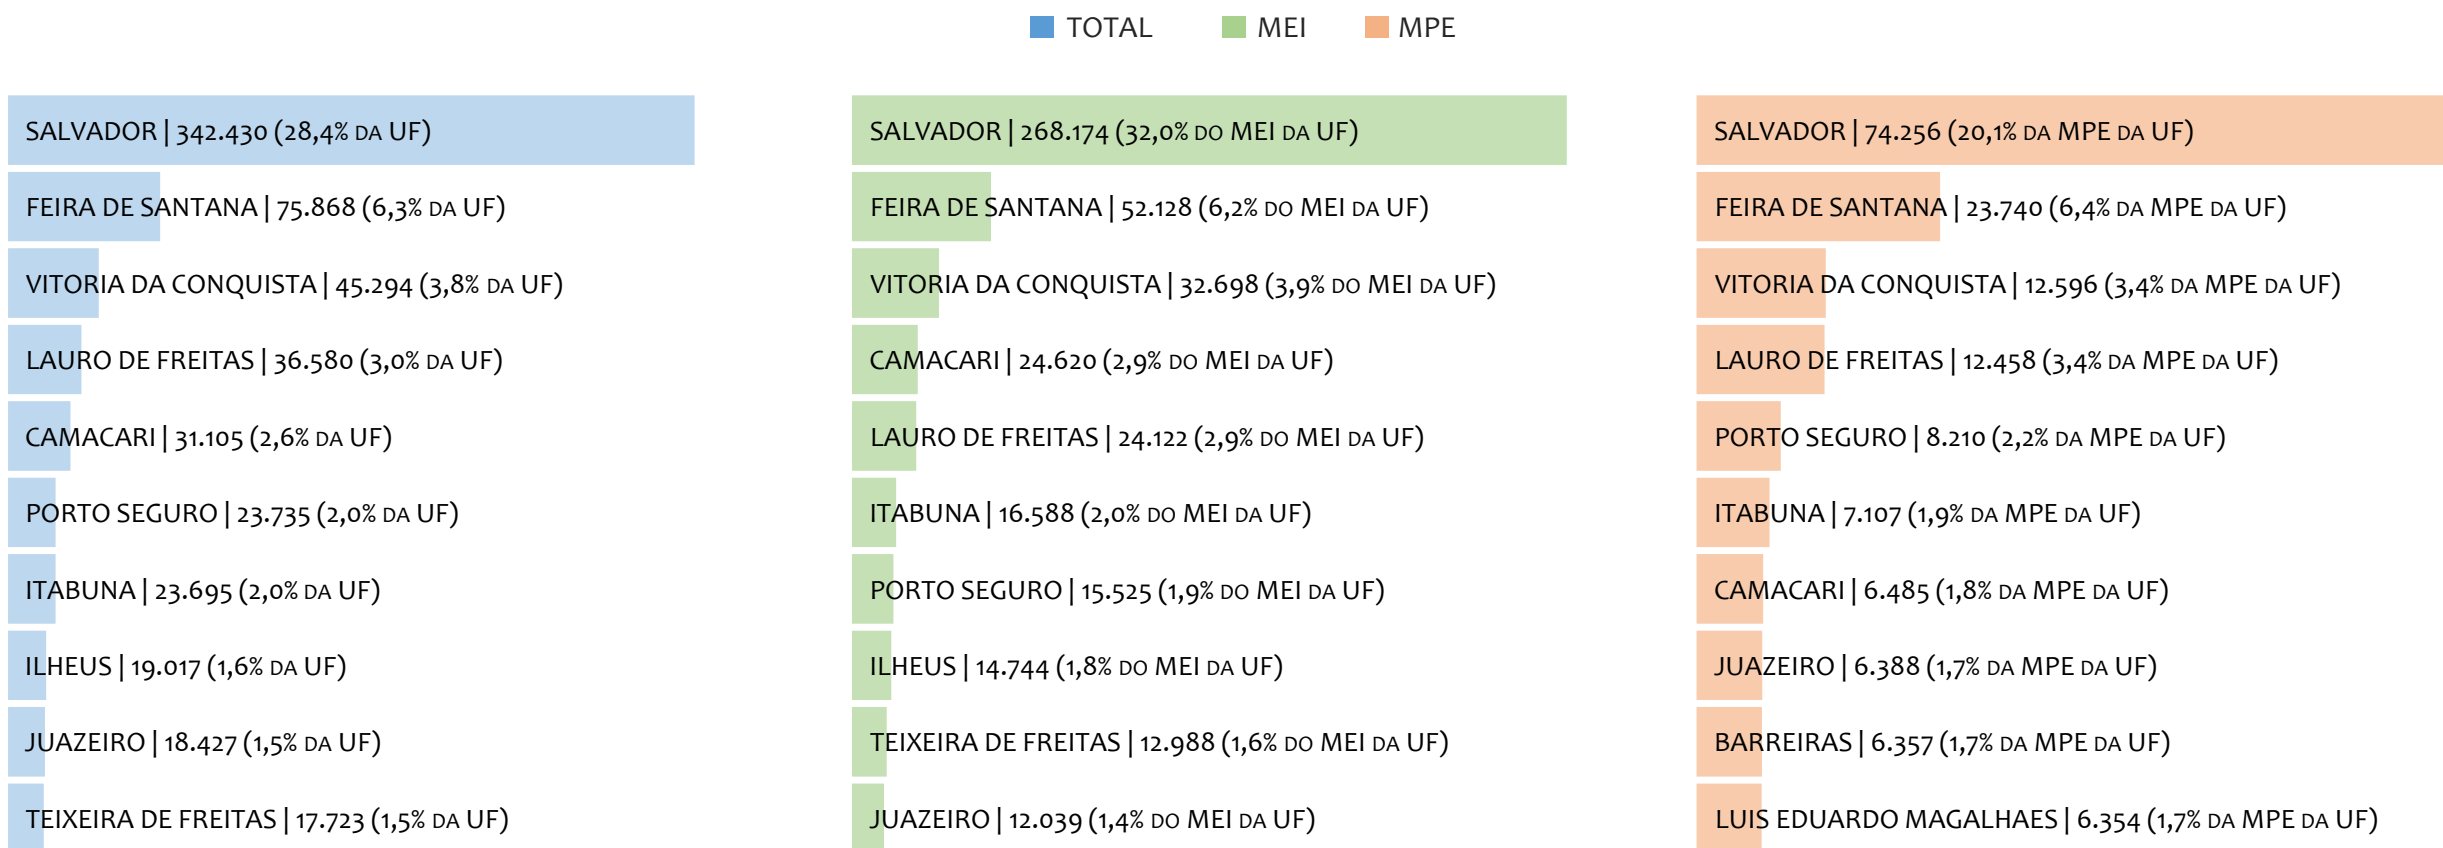 TOTAL MEI MPE
SALVADOR | 342.430 (28,4% DA UF)
FEIRA DE SANTANA | 75.868 (6,3% DA UF)
VITORIA DA CONQUISTA | 45.294 (3,8% DA UF)
LAURO DE FREITAS | 36.580 (3,0% DA UF)
CAMACARI | 31.105 (2,6% DA UF)
PORTO SEGURO | 23.735 (2,0% DA UF)
ITABUNA | 23.695 (2,0% DA UF)
ILHEUS | 19.017 (1,6% DA UF)
JUAZEIRO | 18.427 (1,5% DA UF)
TEIXEIRA DE FREITAS | 17.723 (1,5% DA UF)
SALVADOR | 268.174 (32,0% DO MEI DA UF)
FEIRA DE SANTANA | 52.128 (6,2% DO MEI DA UF)
VITORIA DA CONQUISTA | 32.698 (3,9% DO MEI DA UF)
CAMACARI | 24.620 (2,9% DO MEI DA UF)
LAURO DE FREITAS | 24.122 (2,9% DO MEI DA UF)
ITABUNA | 16.588 (2,0% DO MEI DA UF)
PORTO SEGURO | 15.525 (1,9% DO MEI DA UF)
ILHEUS | 14.744 (1,8% DO MEI DA UF)
TEIXEIRA DE FREITAS | 12.988 (1,6% DO MEI DA UF)
JUAZEIRO | 12.039 (1,4% DO MEI DA UF)
SALVADOR | 74.256 (20,1% DA MPE DA UF)
FEIRA DE SANTANA | 23.740 (6,4% DA MPE DA UF)
VITORIA DA CONQUISTA | 12.596 (3,4% DA MPE DA UF)
LAURO DE FREITAS | 12.458 (3,4% DA MPE DA UF)
PORTO SEGURO | 8.210 (2,2% DA MPE DA UF)
ITABUNA | 7.107 (1,9% DA MPE DA UF)
CAMACARI | 6.485 (1,8% DA MPE DA UF)
JUAZEIRO | 6.388 (1,7% DA MPE DA UF)
BARREIRAS | 6.357 (1,7% DA MPE DA UF)
LUIS EDUARDO MAGALHAES | 6.354 (1,7% DA MPE DA UF)